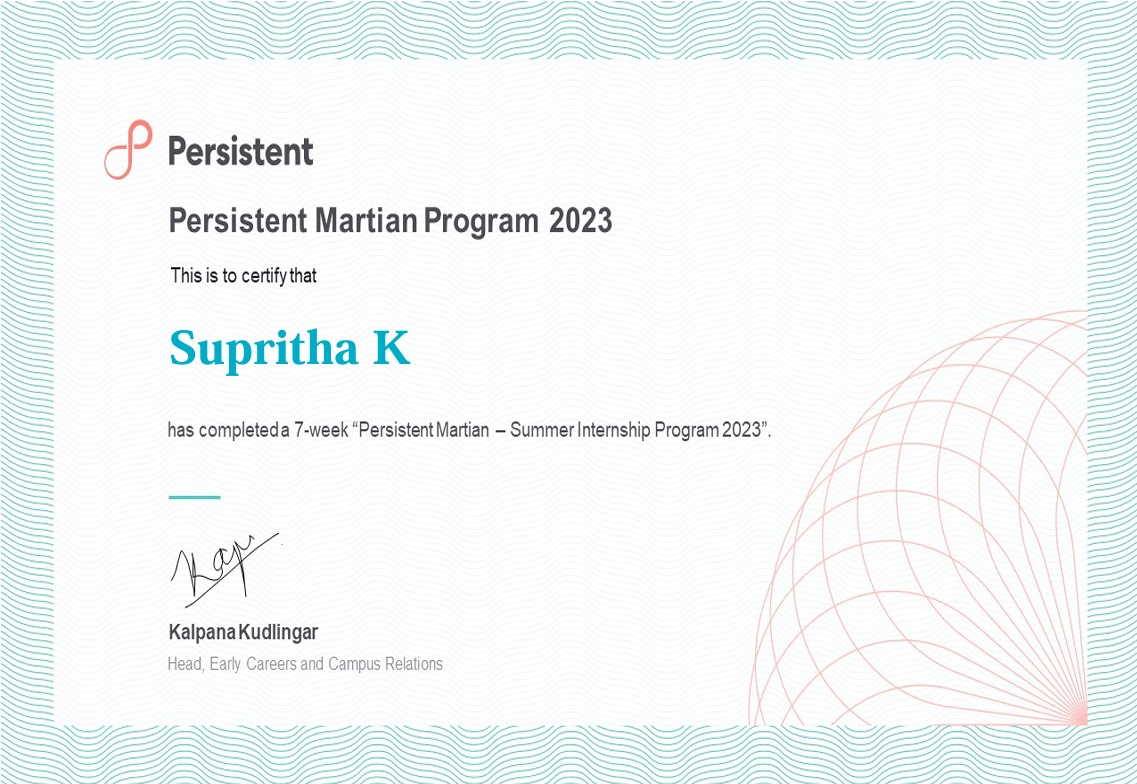 Persistent
Persistent Martian Program 2023
This is to certify that
Supritha K
has completed a 7-week “Persistent Martian – Summer Internship Program 2023”.
Kalpana Kudlingar
Head, Early Careers and Campus Relations